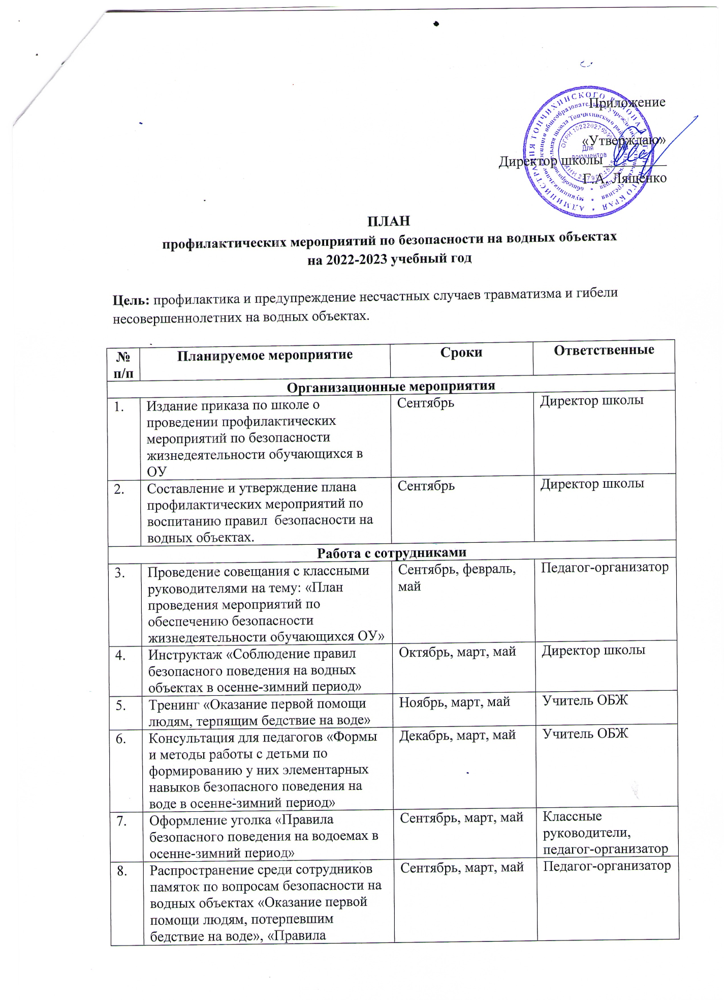 Приложение
«Утверждаю»
Директор школы_________
Г.А. Лященко
АДМИНИСТРАЦИЯ ТОПЧИХИНСКОГО РАЙОНА АЛТАЙСКОГО КРАЯ
Для
документов
ПЛАН
профилактических мероприятий по безопасности на водных объектах
на 2022-2023 учебный год
Цель: профилактика и предупреждение несчастных случаев травматизма и гибели
несовершеннолетних на водных объектах.
№ п/п Планируемое мероприятие Сроки Ответственные
Организационные мероприятия
1. Издание приказа по школе о Сентябрь Директор школы
проведении профилактических
мероприятий по безопасности
жизнедеятельности обучающихся в
ОУ
2. Составление и утверждение плана Сентябрь Директор школы
профилактических мероприятий по
воспитанию правил безопасности на
водных объектах.
Работа с сотрудниками
3. Проведение совещания с классными Сентябрь, февраль, Педагог-организатор
руководителями на тему: «План май
проведения мероприятий по
обеспечению безопасности
жизнедеятельности обучающихся ОУ»
4. Инструктаж «Соблюдение правил Октябрь, март, май Директор школы
безопасного поведения на водных
объектах в осенне-зимний период»
5. Тренинг «Оказание первой помощи Ноябрь, март, май Учитель ОБЖ
людям, терпящим бедствие на воде»
6. Консультация для педагогов «Формы Декабрь, март, май Учитель ОБЖ
и методы работы с детьми по
формированию у них элементарных
навыков безопасного поведения на
воде в осенне-зимний период»
7. Оформление уголка «Правила Сентябрь, март, май Классные
безопасного поведения на водоемах в руководители,
осенне-зимний период» педагог-организатор
8. Распространение среди сотрудников Сентябрь, март, май Педагог-организатор
памяток по вопросам безопасности на
водных объектах «Оказание первой
помощи людям, потерпевшим
бедствие на воде», «Правила